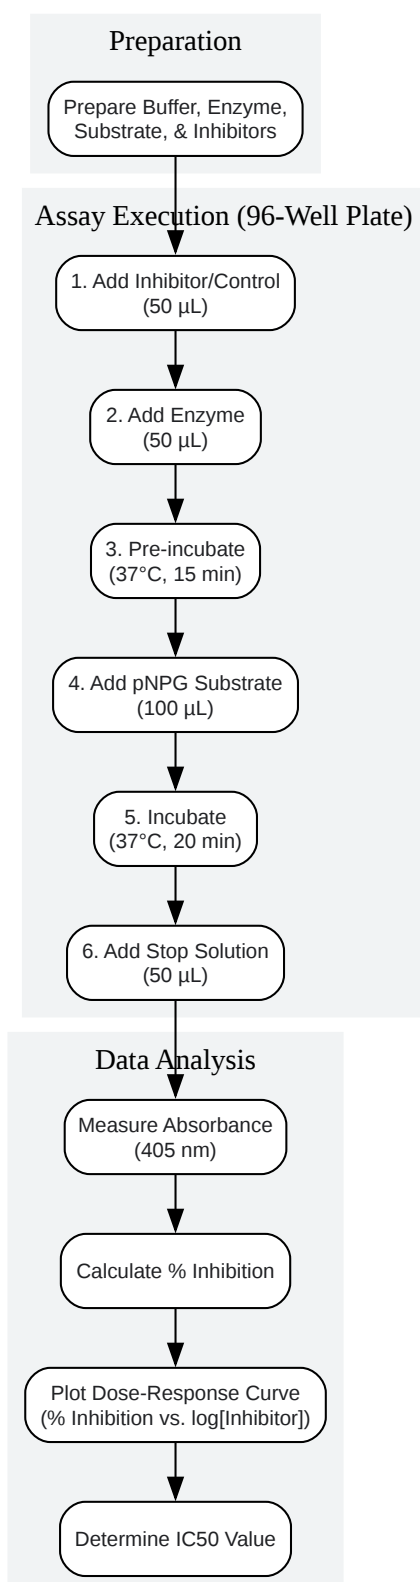 Preparation
Prepare Buffer, Enzyme,
Substrate, & Inhibitors
Assay Execution (96-Well Plate)
1. Add Inhibitor/Control
(50 µL)
2. Add Enzyme
(50 µL)
3. Pre-incubate
(37°C, 15 min)
4. Add pNPG Substrate
(100 µL)
5. Incubate
(37°C, 20 min)
6. Add Stop Solution
(50 µL)
Data Analysis
Measure Absorbance
(405 nm)
Calculate % Inhibition
Plot Dose-Response Curve
(% Inhibition vs. log[Inhibitor])
Determine IC50 Value